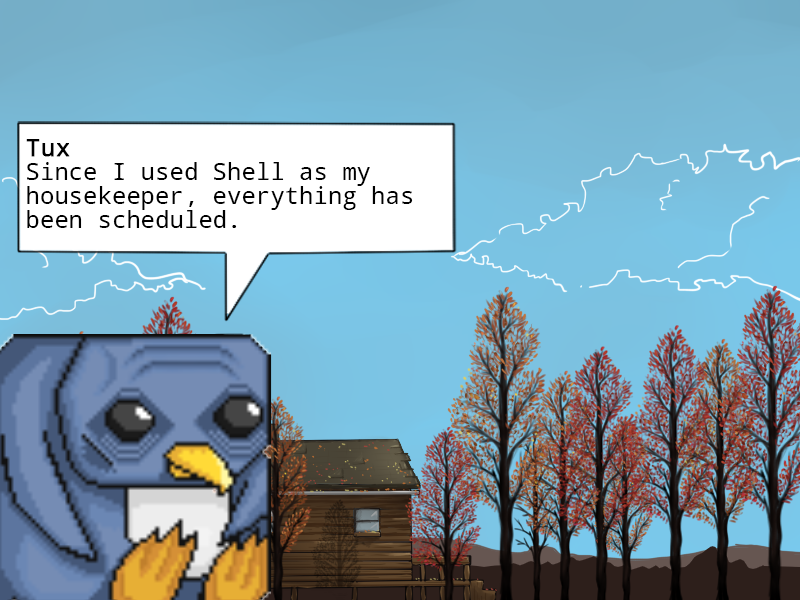 Tux
Since I used Shell as my
housekeeper, everything has
been scheduled.